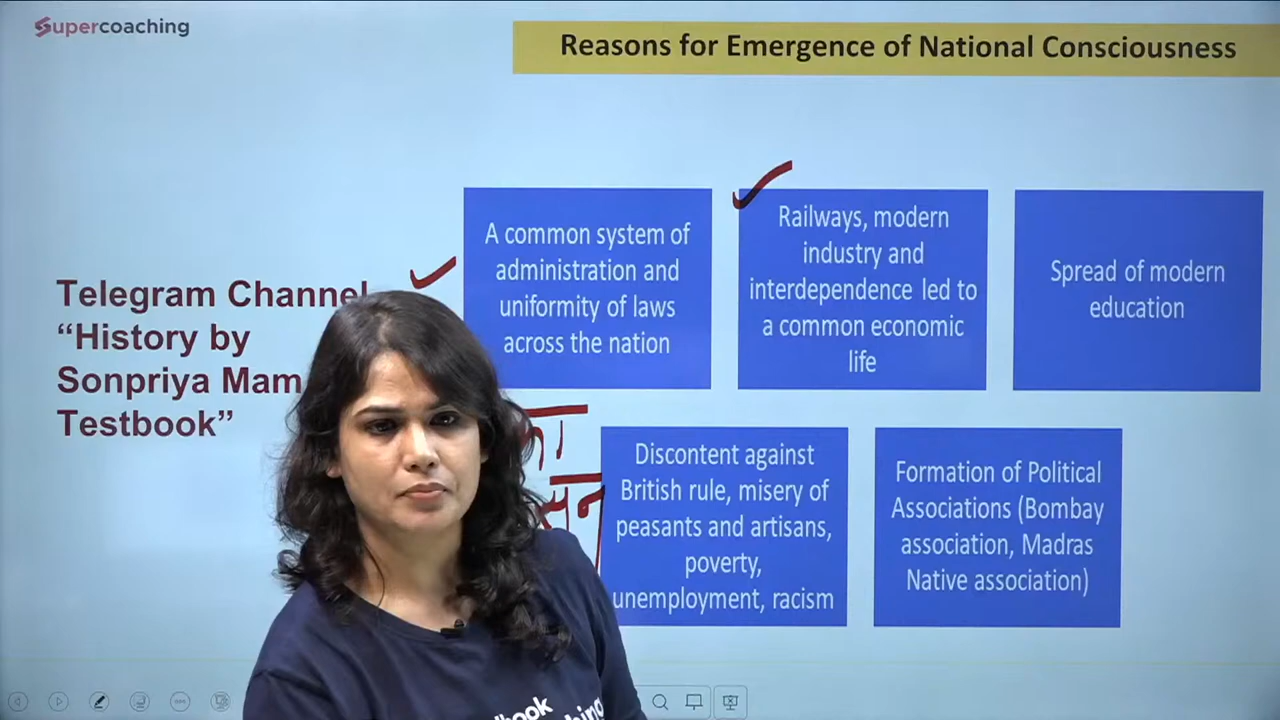 Supercoaching
Reasons for Emergence of National Consciousness
Telegram Channel
“History by
Sonpriya Mam
Testbook”
A common system of
administration and
uniformity of laws
across the nation
Railways, modern
industry and
interdependence led to
a common economic
life
Spread of modern
education
Discontent against
British rule, misery of
peasants and artisans,
poverty,
unemployment, racism
Formation of Political
Associations (Bombay
association, Madras
Native association)